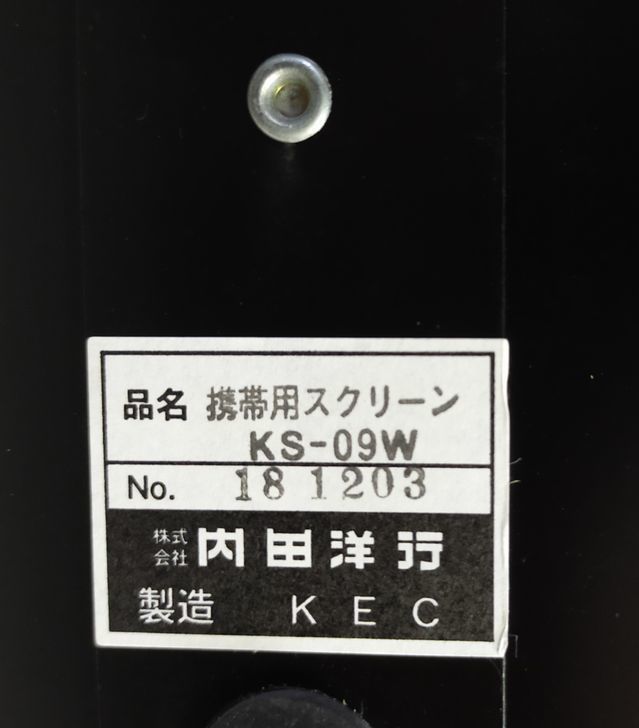 品名 携帯用スクリーン
KS-09W
No. 18 1203
株式会社 内田洋行
製造 KEC